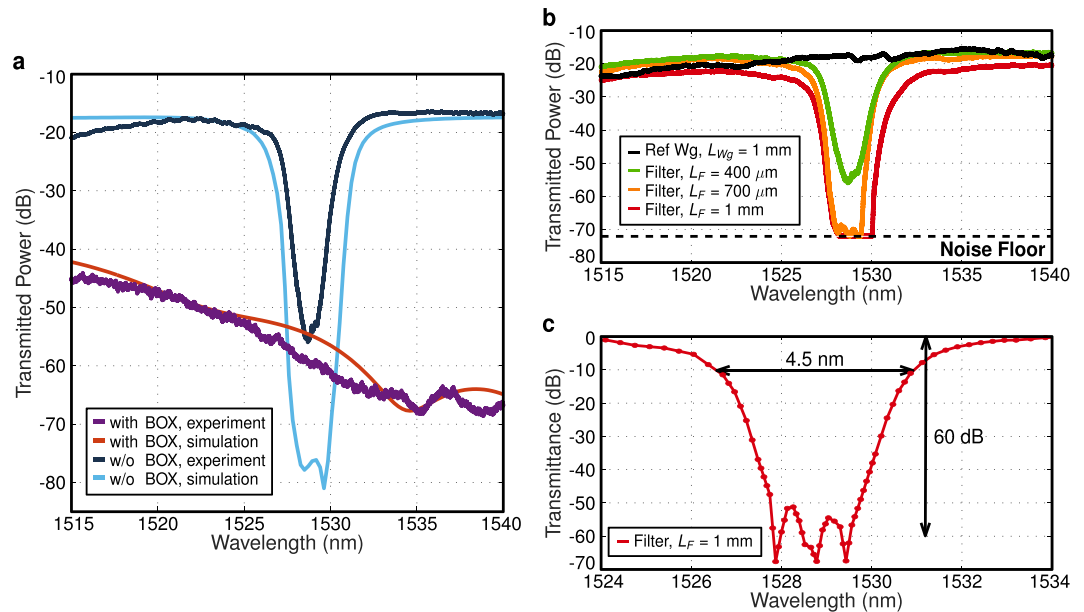 a
-10
-20
-30
-40
-50
-60
-70
-80
Transmitted Power (dB)
with BOX, experiment
with BOX, simulation
w/o BOX, experiment
w/o BOX, simulation
1515 1520 1525 1530 1535 1540
Wavelength (nm)
b
-10
-20
-30
-40
-50
-60
-70
-80
Transmitted Power (dB)
Ref Wg, L_Wg = 1 mm
Filter, L_F = 400 μm
Filter, L_F = 700 μm
Filter, L_F = 1 mm
Noise Floor
1515 1520 1525 1530 1535 1540
Wavelength (nm)
c
0
-10
-20
-30
-40
-50
-60
-70
Transmittance (dB)
4.5 nm
60 dB
Filter, L_F = 1 mm
1524 1526 1528 1530 1532 1534
Wavelength (nm)